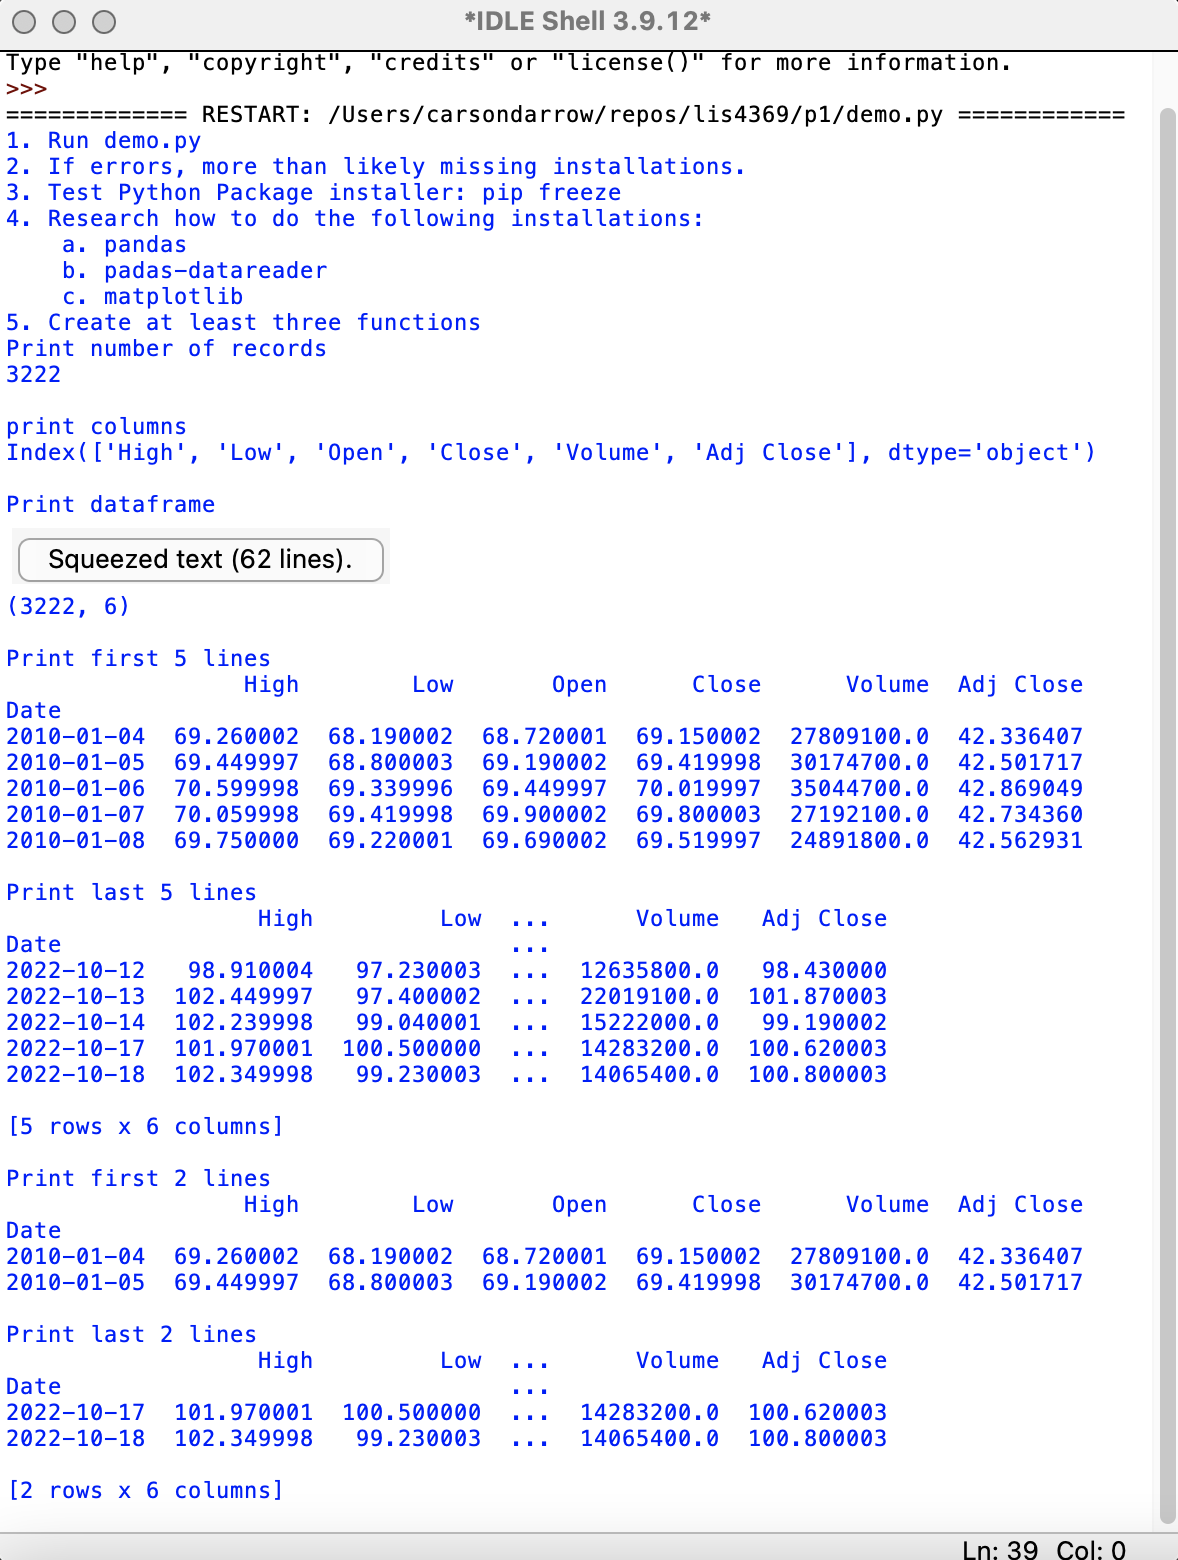 *IDLE Shell 3.9.12*
Type "help", "copyright", "credits" or "license()" for more information.
>>>
============= RESTART: /Users/carsondarrow/repos/lis4369/p1/demo.py ============
1. Run demo.py
2. If errors, more than likely missing installations.
3. Test Python Package installer: pip freeze
4. Research how to do the following installations:
    a. pandas
    b. padas-datareader
    c. matplotlib
5. Create at least three functions
Print number of records
3222

print columns
Index(['High', 'Low', 'Open', 'Close', 'Volume', 'Adj Close'], dtype='object')

Print dataframe
Squeezed text (62 lines).
(3222, 6)

Print first 5 lines
                 High        Low       Open      Close      Volume  Adj Close
Date
2010-01-04  69.260002  68.190002  68.720001  69.150002  27809100.0  42.336407
2010-01-05  69.449997  68.800003  69.190002  69.419998  30174700.0  42.501717
2010-01-06  70.599998  69.339996  69.449997  70.019997  35044700.0  42.869049
2010-01-07  70.059998  69.419998  69.900002  69.800003  27192100.0  42.734360
2010-01-08  69.750000  69.220001  69.690002  69.519997  24891800.0  42.562931

Print last 5 lines
                  High         Low  ...      Volume   Adj Close
Date                                ...
2022-10-12   98.910004   97.230003  ...  12635800.0   98.430000
2022-10-13  102.449997   97.400002  ...  22019100.0  101.870003
2022-10-14  102.239998   99.040001  ...  15222000.0   99.190002
2022-10-17  101.970001  100.500000  ...  14283200.0  100.620003
2022-10-18  102.349998   99.230003  ...  14065400.0  100.800003

[5 rows x 6 columns]

Print first 2 lines
                 High        Low       Open      Close      Volume  Adj Close
Date
2010-01-04  69.260002  68.190002  68.720001  69.150002  27809100.0  42.336407
2010-01-05  69.449997  68.800003  69.190002  69.419998  30174700.0  42.501717

Print last 2 lines
                  High         Low  ...      Volume   Adj Close
Date                                ...
2022-10-17  101.970001  100.500000  ...  14283200.0  100.620003
2022-10-18  102.349998   99.230003  ...  14065400.0  100.800003

[2 rows x 6 columns]
Ln: 39 Col: 0